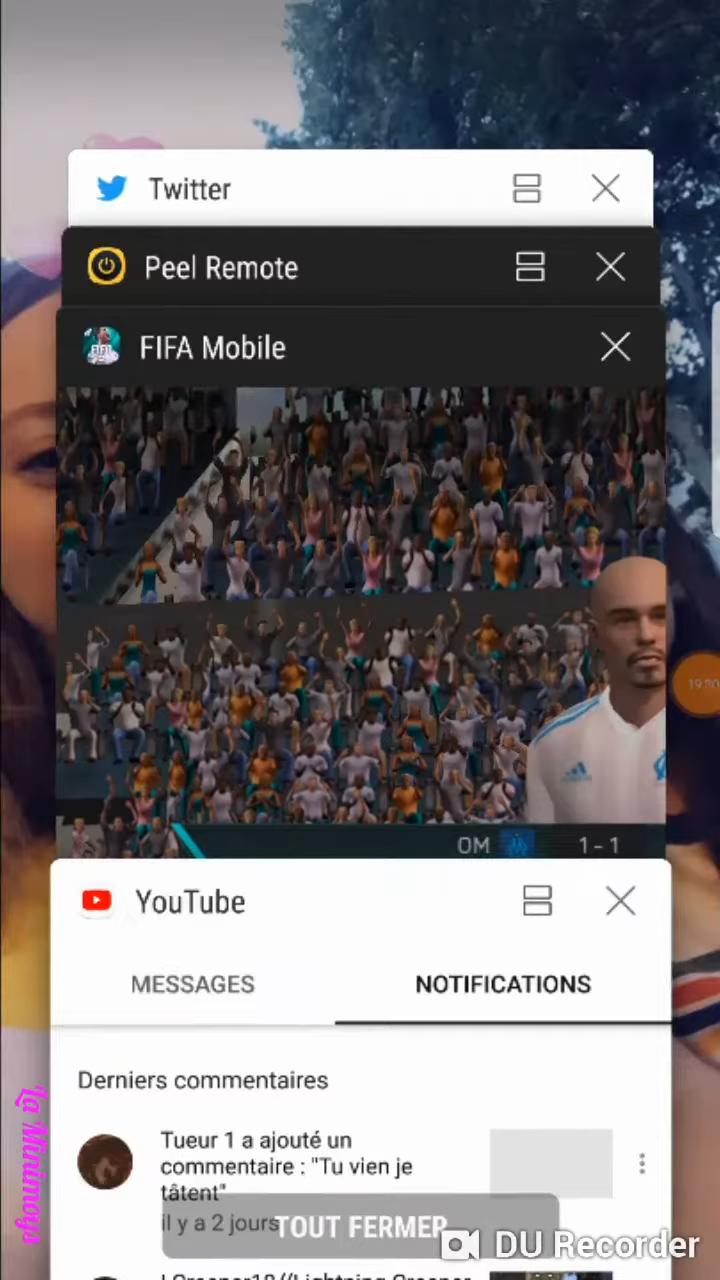 Twitter
Peel Remote
FIFA Mobile
OM 1 - 1
YouTube
MESSAGES
NOTIFICATIONS
Derniers commentaires
Tueur 1 a ajouté un
commentaire : "Tu vien je
tâtent"
il y a 2 jours
TOUT FERMER
DU Recorder
La Minimoys